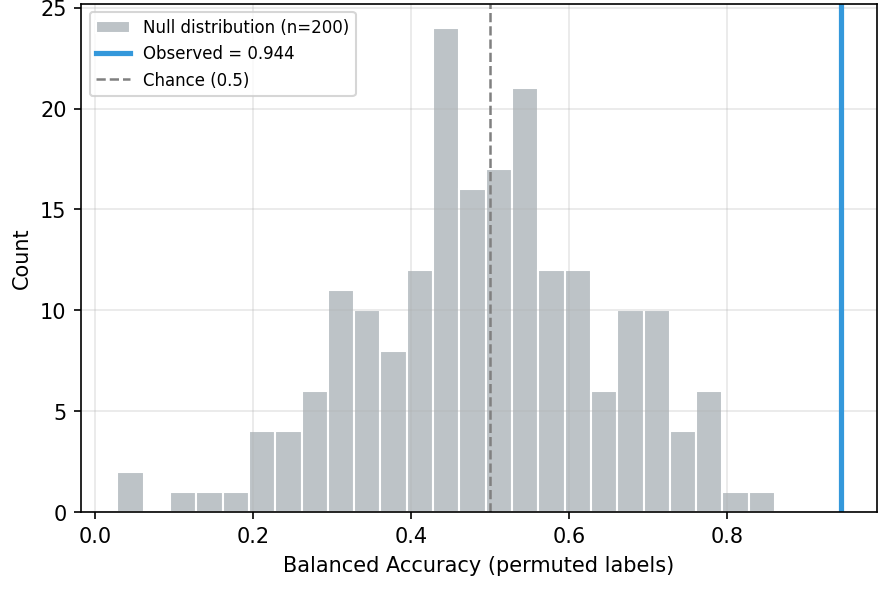 Null distribution (n=200)
Observed = 0.944
Chance (0.5)
25
20
15
10
5
0
Count
0.0 0.2 0.4 0.6 0.8
Balanced Accuracy (permuted labels)